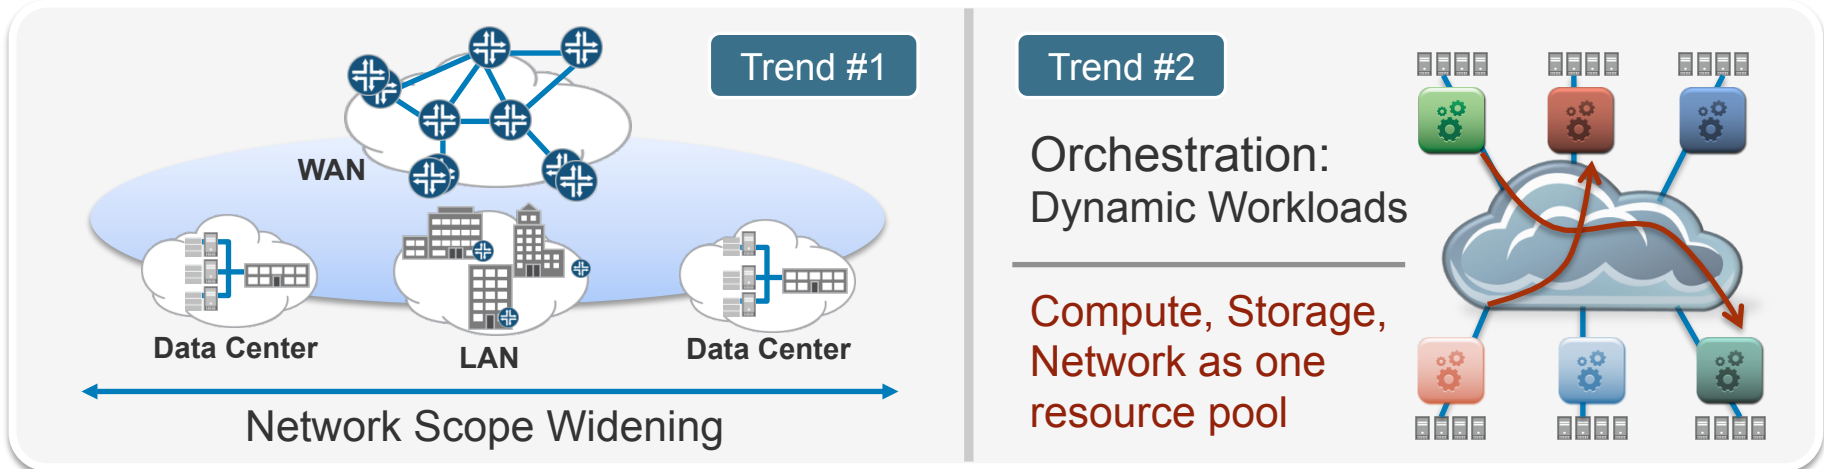 Trend #1
WAN
Data Center
LAN
Data Center
Network Scope Widening
Trend #2
Orchestration:
Dynamic Workloads
Compute, Storage,
Network as one
resource pool